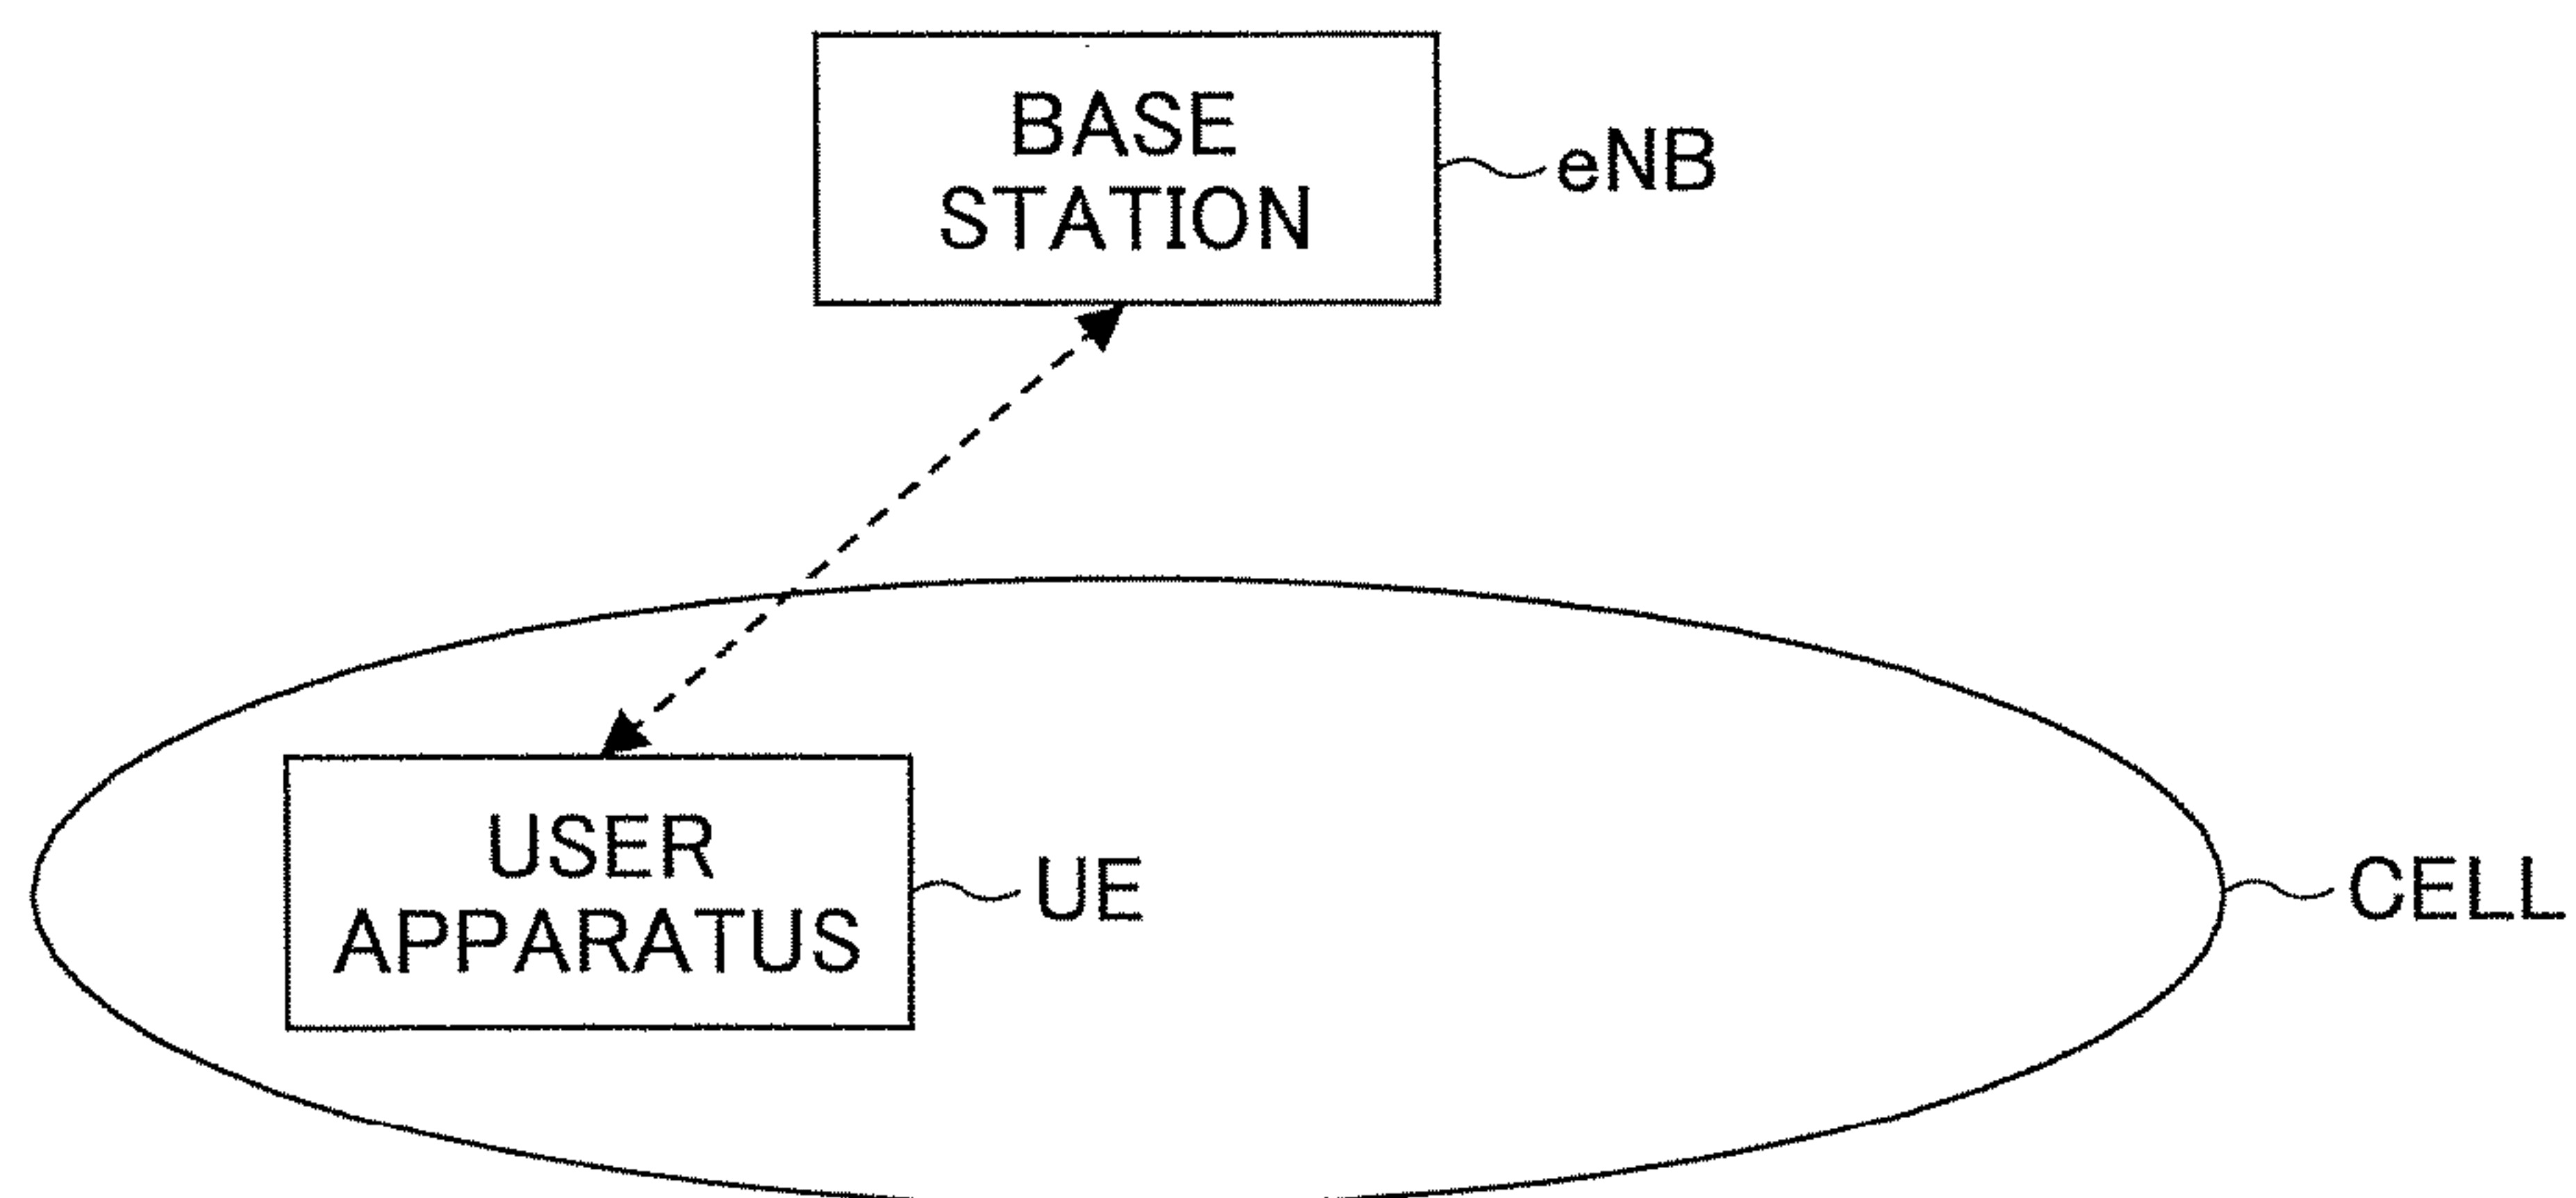 BASE
STATION
eNB
USER
APPARATUS
UE
CELL